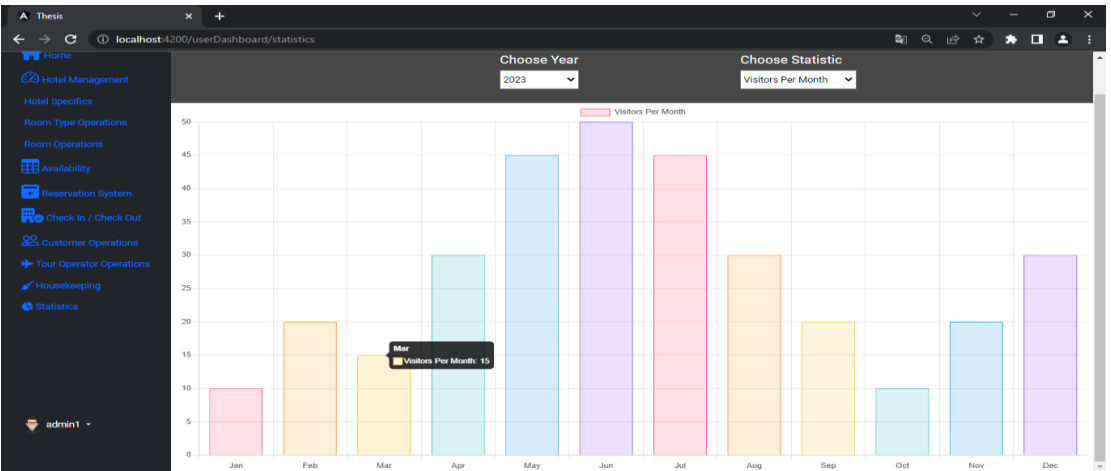 Thesis
localhost:4200/userDashboard/statistics
Home
Hotel Management
Hotel Specifics
Room Type Operations
Room Operations
Availability
Reservation System
Check In / Check Out
Customer Operations
Tour Operator Operations
Housekeeping
Statistics
admin1
Choose Year
2023
Choose Statistic
Visitors Per Month
Visitors Per Month
50
45
40
35
30
25
20
15
10
5
0
Mar
Visitors Per Month: 15
Jan Feb Mar Apr May Jun Jul Aug Sep Oct Nov Dec